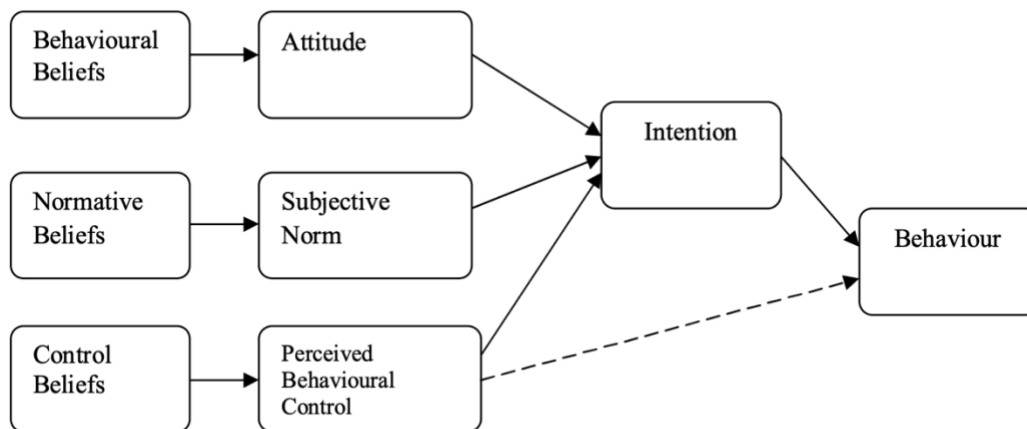 Behavioural
Beliefs
Attitude
Intention
Normative
Beliefs
Subjective
Norm
Behaviour
Control
Beliefs
Perceived
Behavioural
Control